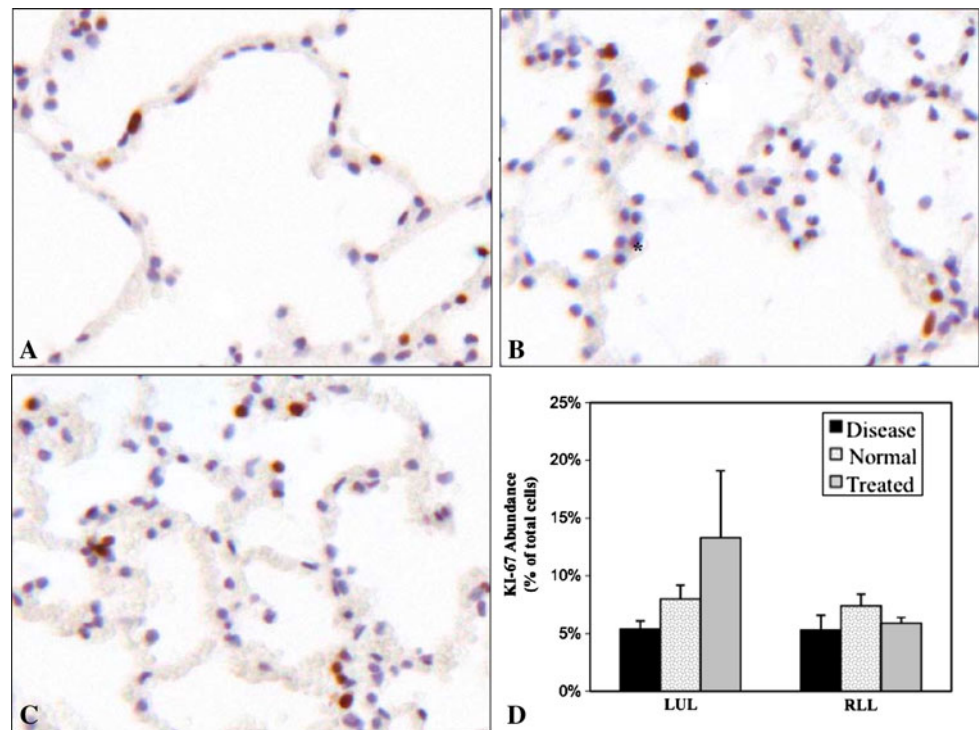 A
B
*
C
25%
20%
15%
10%
5%
0%
KI-67 Abundance
(% of total cells)
Disease
Normal
Treated
LUL
RLL
D